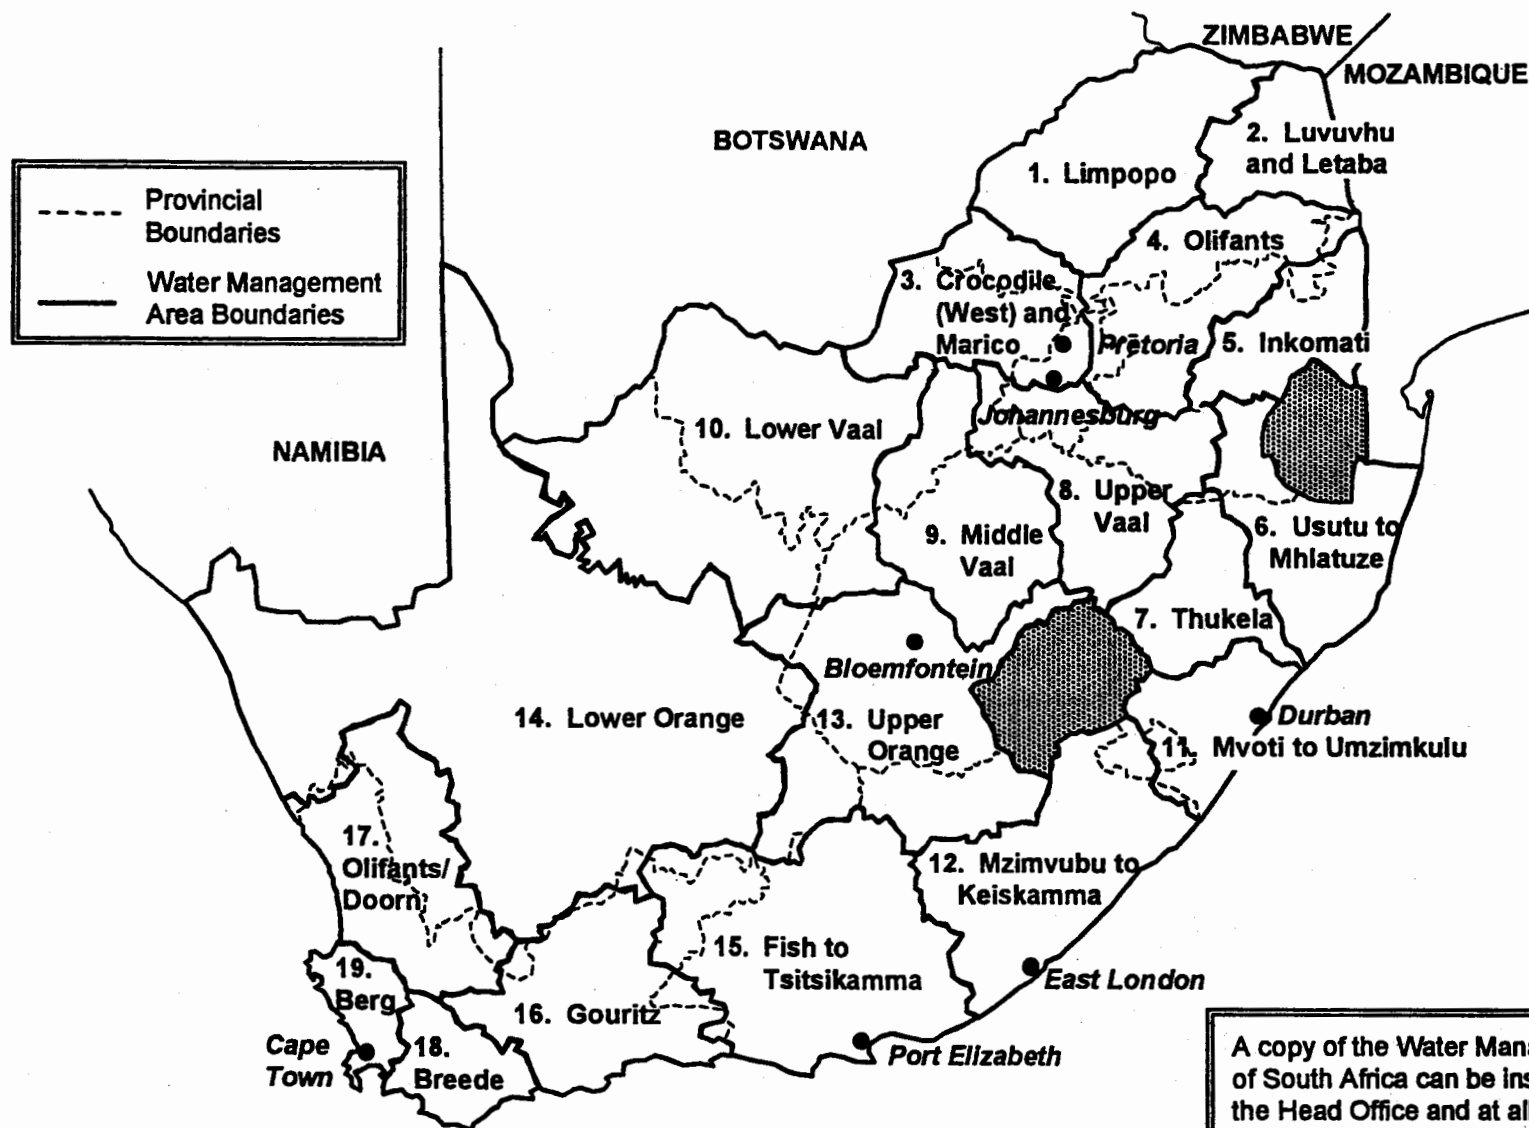 ZIMBABWE
MOZAMBIQUE
BOTSWANA
NAMIBIA
Provincial
Boundaries
Water Management
Area Boundaries
1. Limpopo
2. Luvuvhu
and Letaba
4. Olifants
3. Crocodile
(West) and
Marico
Pretoria
5. Inkomati
Johannesburg
10. Lower Vaal
8. Upper
Vaal
9. Middle
Vaal
6. Usutu to
Mhlatuze
7. Thukela
Bloemfontein
14. Lower Orange
13. Upper
Orange
Durban
11. Mvoti to Umzimkulu
17.
Olifants/
Doorn
12. Mzimvubu to
Keiskamma
15. Fish to
Tsitsikamma
East London
19.
Berg
16. Gouritz
Cape
Town
18.
Breede
Port Elizabeth
A copy of the Water Mana
of South Africa can be ins
the Head Office and at all